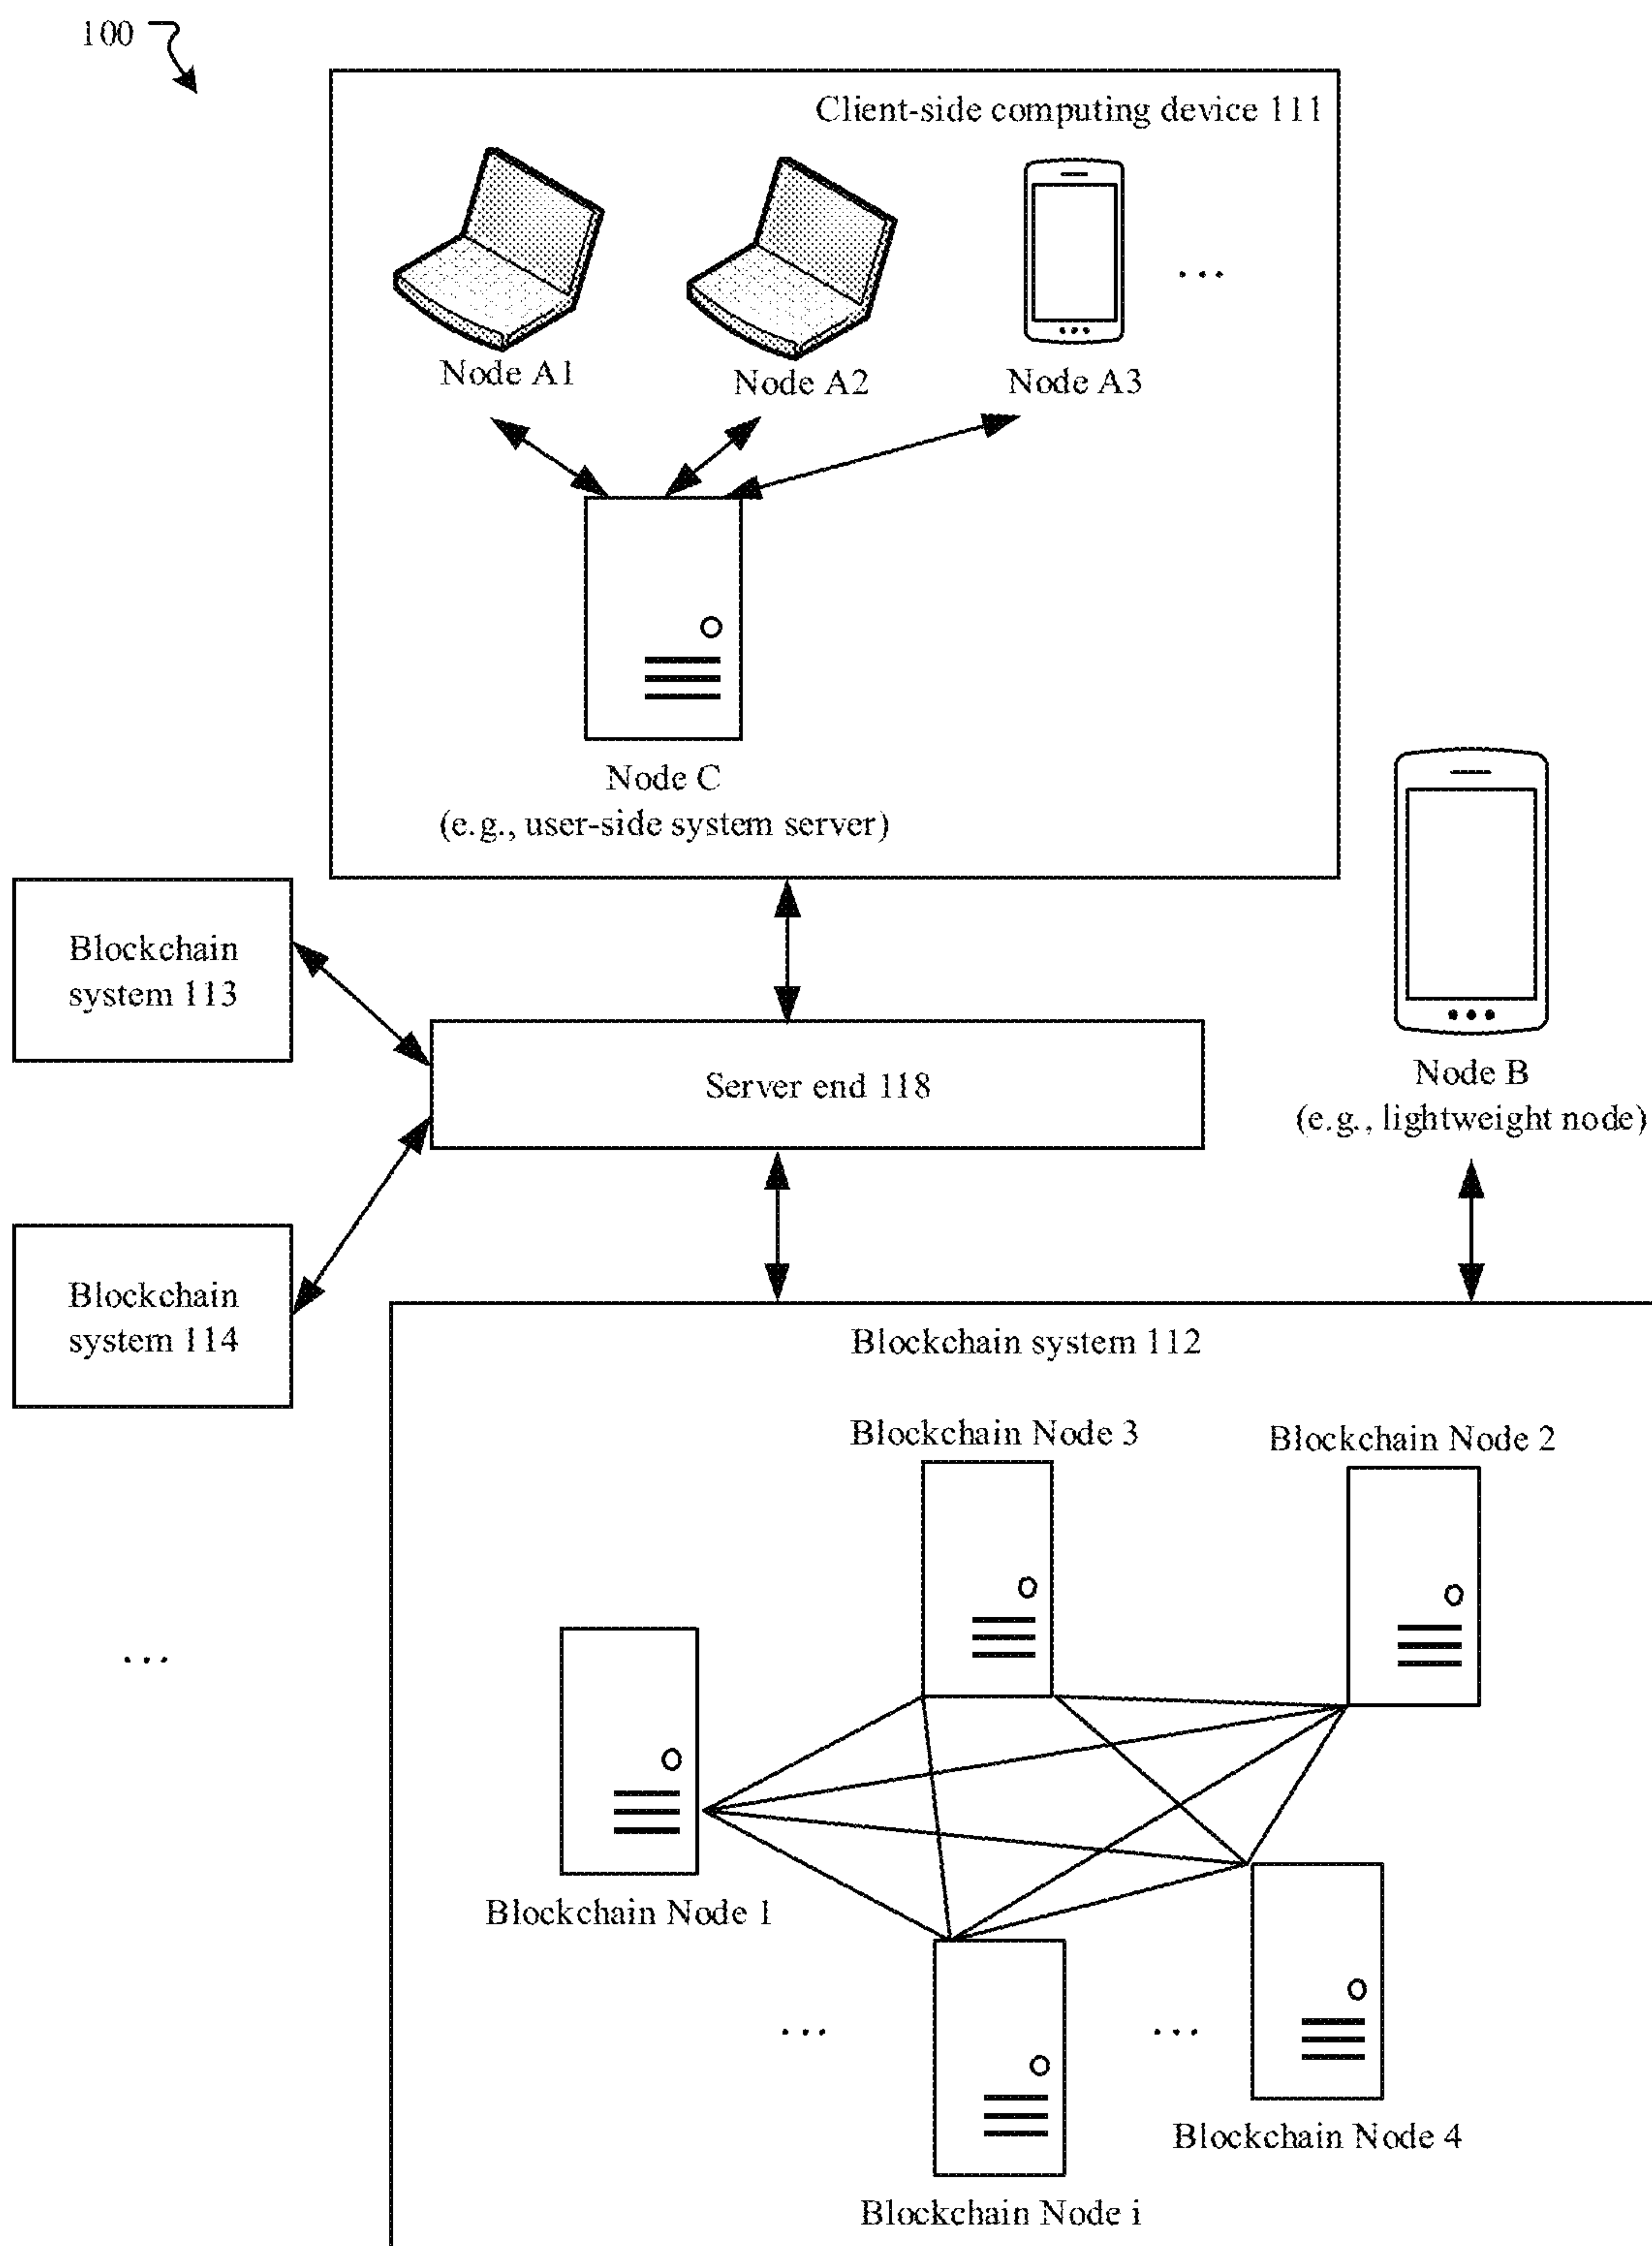 100
Client-side computing device 111
...
Node A1
Node A2
Node A3
Node C
(e.g., user-side system server)
Blockchain
system 113
Server end 118
Node B
(e.g., lightweight node)
Blockchain
system 114
Blockchain system 112
Blockchain Node 3
Blockchain Node 2
...
Blockchain Node 1
...
...
Blockchain Node 4
Blockchain Node i